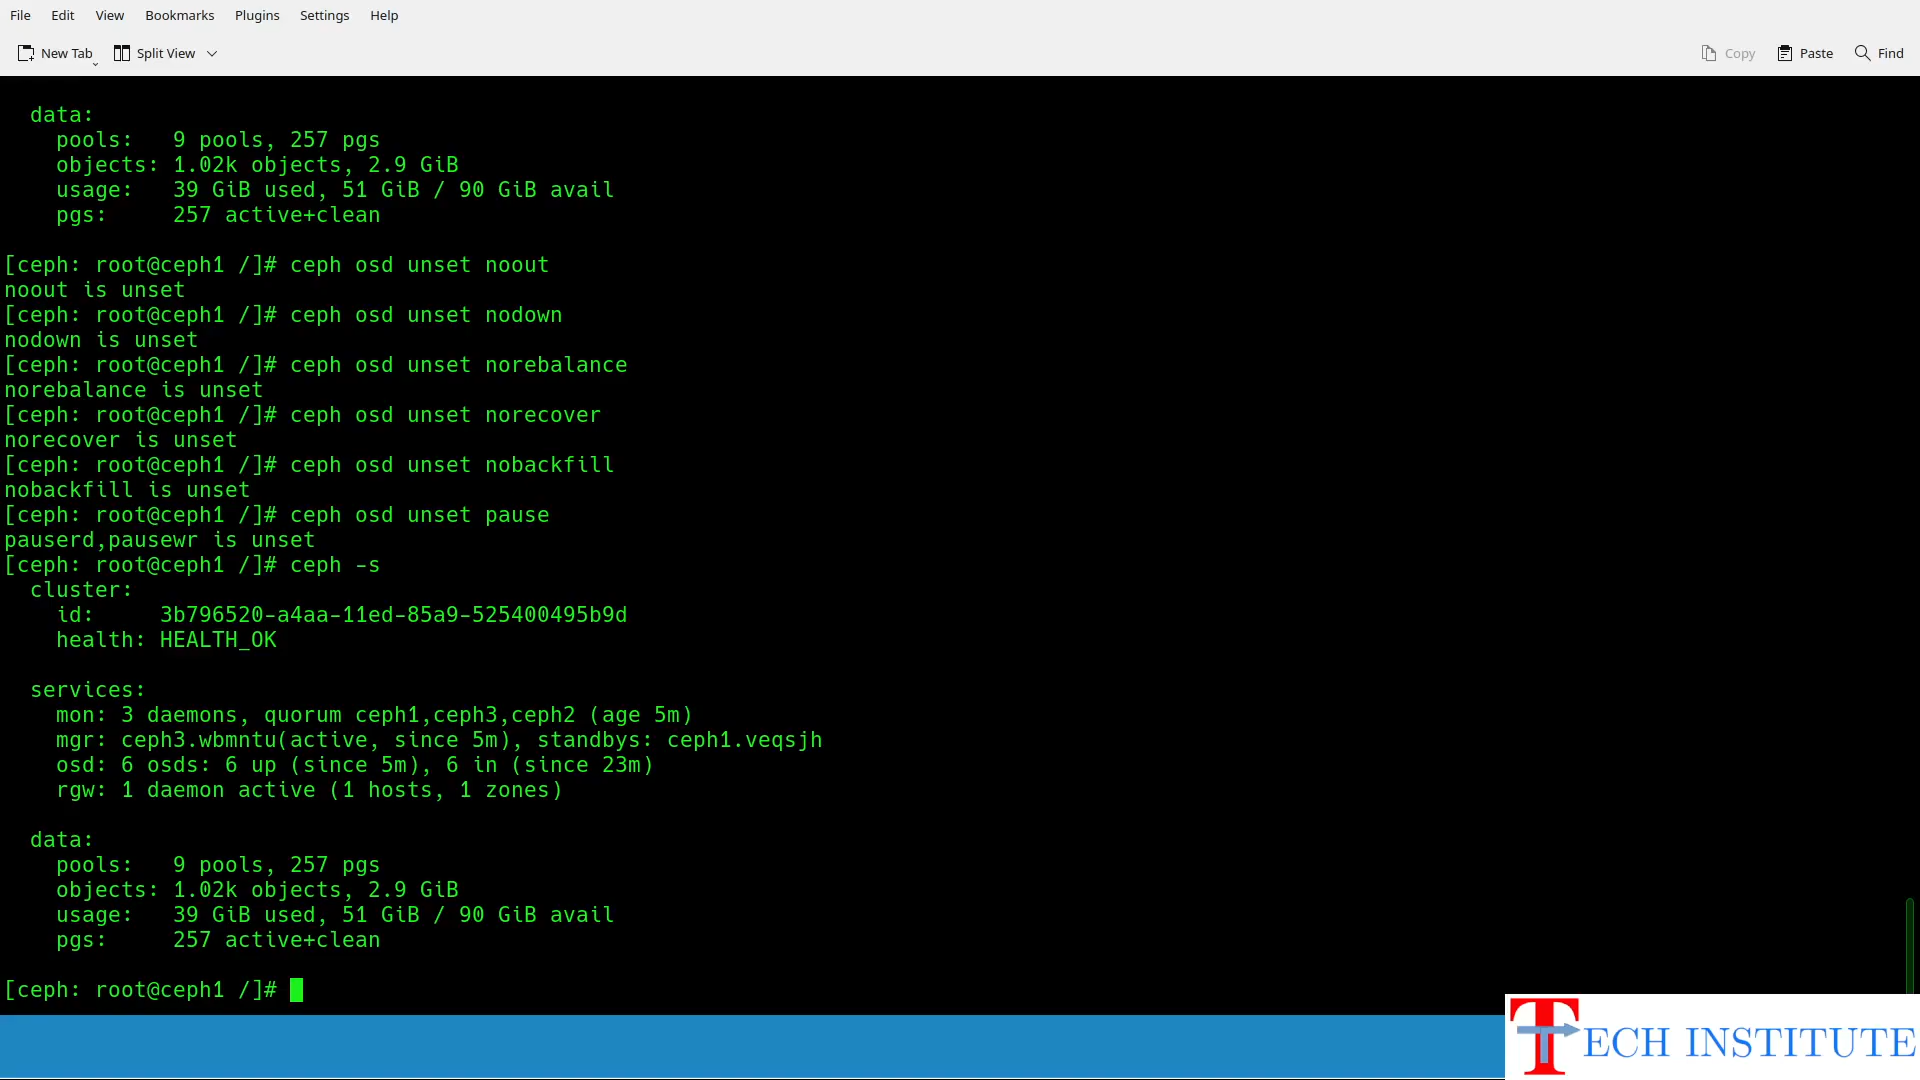 File Edit View Bookmarks Plugins Settings Help
New Tab Split View Copy Paste Find
data:
pools: 9 pools, 257 pgs
objects: 1.02k objects, 2.9 GiB
usage: 39 GiB used, 51 GiB / 90 GiB avail
pgs: 257 active+clean
[ceph: root@ceph1 /]# ceph osd unset noout
noout is unset
[ceph: root@ceph1 /]# ceph osd unset nodown
nodown is unset
[ceph: root@ceph1 /]# ceph osd unset norebalance
norebalance is unset
[ceph: root@ceph1 /]# ceph osd unset norecover
norecover is unset
[ceph: root@ceph1 /]# ceph osd unset nobackfill
nobackfill is unset
[ceph: root@ceph1 /]# ceph osd unset pause
pauserd,pausewr is unset
[ceph: root@ceph1 /]# ceph -s
cluster:
id: 3b796520-a4aa-11ed-85a9-525400495b9d
health: HEALTH_OK
services:
mon: 3 daemons, quorum ceph1,ceph3,ceph2 (age 5m)
mgr: ceph3.wbmntu(active, since 5m), standbys: ceph1.veqsjh
osd: 6 osds: 6 up (since 5m), 6 in (since 23m)
rgw: 1 daemon active (1 hosts, 1 zones)
data:
pools: 9 pools, 257 pgs
objects: 1.02k objects, 2.9 GiB
usage: 39 GiB used, 51 GiB / 90 GiB avail
pgs: 257 active+clean
[ceph: root@ceph1 /]#
TECH INSTITUTE